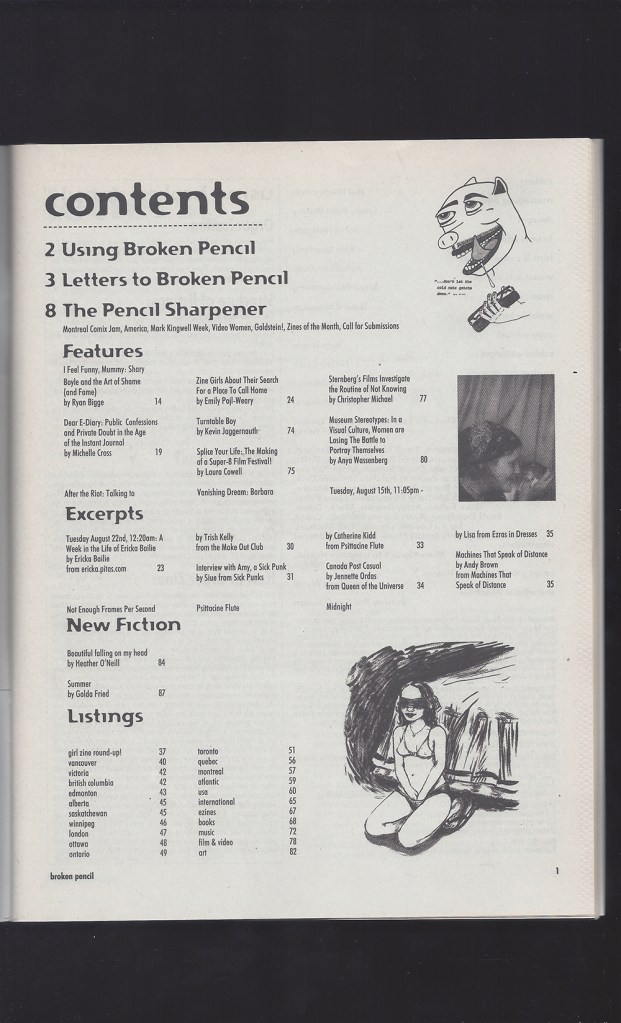 contents
2 Using Broken Pencil
3 Letters to Broken Pencil
8 The Pencil Sharpener
Montreal Comix Jam, America, Mark Kingwell Week, Video Women, Goldstein!, Zines of the Month, Call for Submissions
Features
I Feel Funny, Mummy: Shary
Boyle and the Art of Shame
(and Fame)
by Ryan Bigge 14
Dear E-Diary: Public Confessions
and Private Doubt in the Age
of the Instant Journal
by Michelle Cross 19
After the Riot: Talking to
Zine Girls About Their Search
For a Place To Call Home
by Emily Pojl-Weary 24
Turntable Boy
by Kevin Jaggernauth 74
Splice Your Life: The Making
of a Super-8 Film Festival!
by Laura Cowell 75
Vanishing Dream: Barbara
Sternberg's Films Investigate
the Routine of Not Knowing
by Christopher Michael 77
Museum Stereotypes: In a
Visual Culture, Women are
Losing The Battle to
Portray Themselves
by Anya Wassenberg 80
Tuesday, August 15th, 11:05pm -
Excerpts
Tuesday August 22nd, 12:20am: A
Week in the Life of Ericka Bailie
by Ericka Bailie
from ericka.pitas.com 23
Not Enough Frames Per Second
by Trish Kelly
from the Make Out Club 30
Interview with Amy, a Sick Punk
by Siue from Sick Punks 31
Psittacine Flute
by Catherine Kidd
from Psittacine Flute 33
Canada Post Casual
by Jennette Ordas
from Queen of the Universe 34
Midnight
by Lisa from Ezras in Dresses 35
Machines That Speak of Distance
by Andy Brown
from Machines That
Speak of Distance 35
New Fiction
Beautiful falling on my head
by Heather O'Neill 84
Summer
by Golda Fried 87
Listings
girl zine round-up! 37
vancouver 40
victoria 42
british columbia 42
edmonton 43
alberta 45
saskatchewan 45
winnipeg 46
london 47
ottawa 48
ontario 49
toronto 51
quebec 56
montreal 57
atlantic 59
usa 60
international 65
ezines 67
books 68
music 72
film & video 78
art 82
broken pencil
1